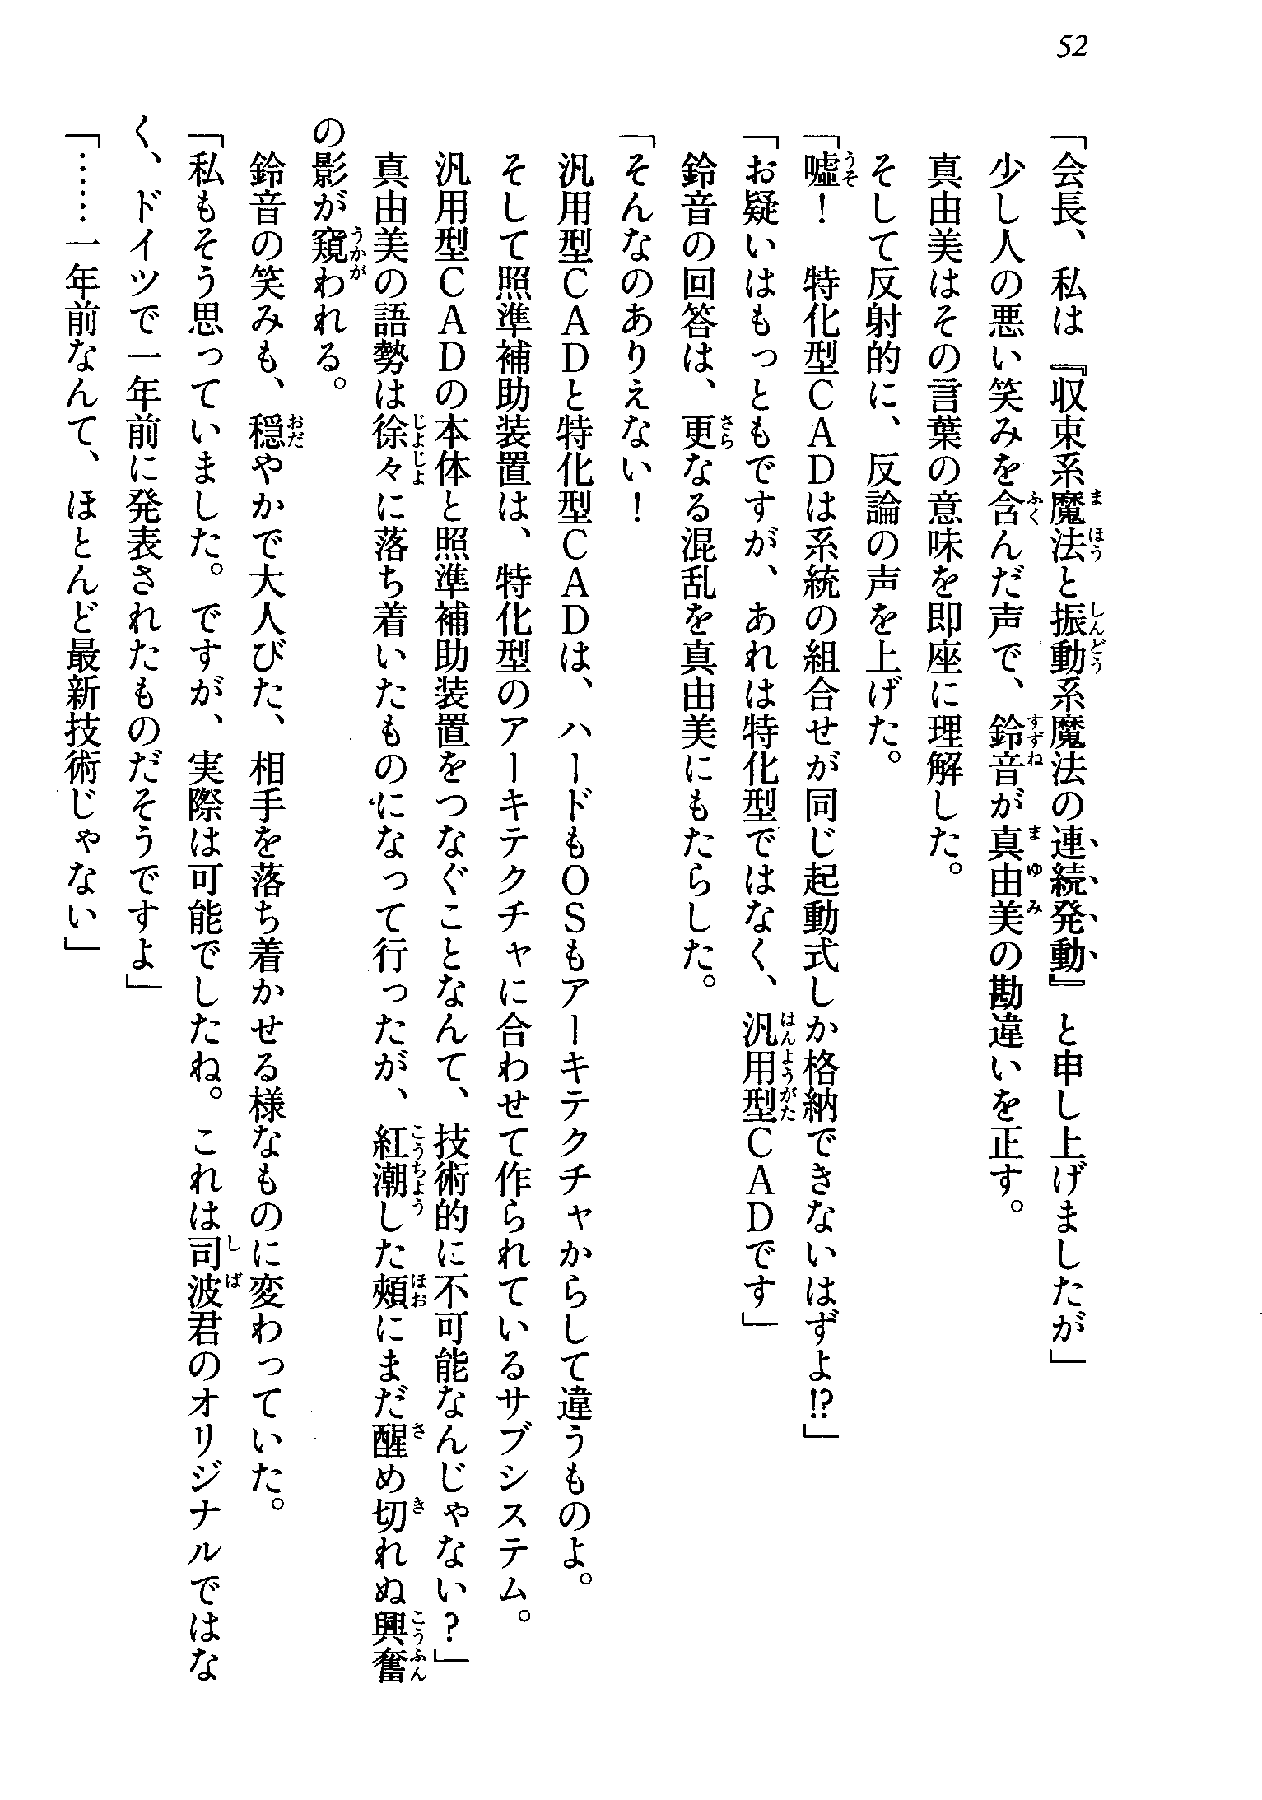 52
「会長、私は『収束系魔法と振動系魔法の連続発動』と申し上げましたが」
少し人の悪い笑みを含んだ声で、鈴音が真由美の勘違いを正す。
真由美はその言葉の意味を即座に理解した。
そして反射的に、反論の声を上げた。
「嘘！　特化型ＣＡＤは系統の組合せが同じ起動式しか格納できないはずよ!?」
「お疑いはもっともですが、あれは特化型ではなく、汎用型ＣＡＤです」
鈴音の回答は、更なる混乱を真由美にもたらした。
「そんなのありえない！
汎用型ＣＡＤと特化型ＣＡＤは、ハードもＯＳもアーキテクチャからして違うものよ。
そして照準補助装置は、特化型のアーキテクチャに合わせて作られているサブシステム。
汎用型ＣＡＤの本体と照準補助装置をつなぐことなんて、技術的に不可能なんじゃない？」
真由美の語勢は徐々に落ち着いたものになって行ったが、紅潮した頬にまだ醒め切れぬ興奮
の影が窺われる。
鈴音の笑みも、穏やかで大人びた、相手を落ち着かせる様なものに変わっていた。
「私もそう思っていました。ですが、実際は可能でしたね。これは司波君のオリジナルではな
く、ドイツで一年前に発表されたものだそうですよ」
「……一年前なんて、ほとんど最新技術じゃない」